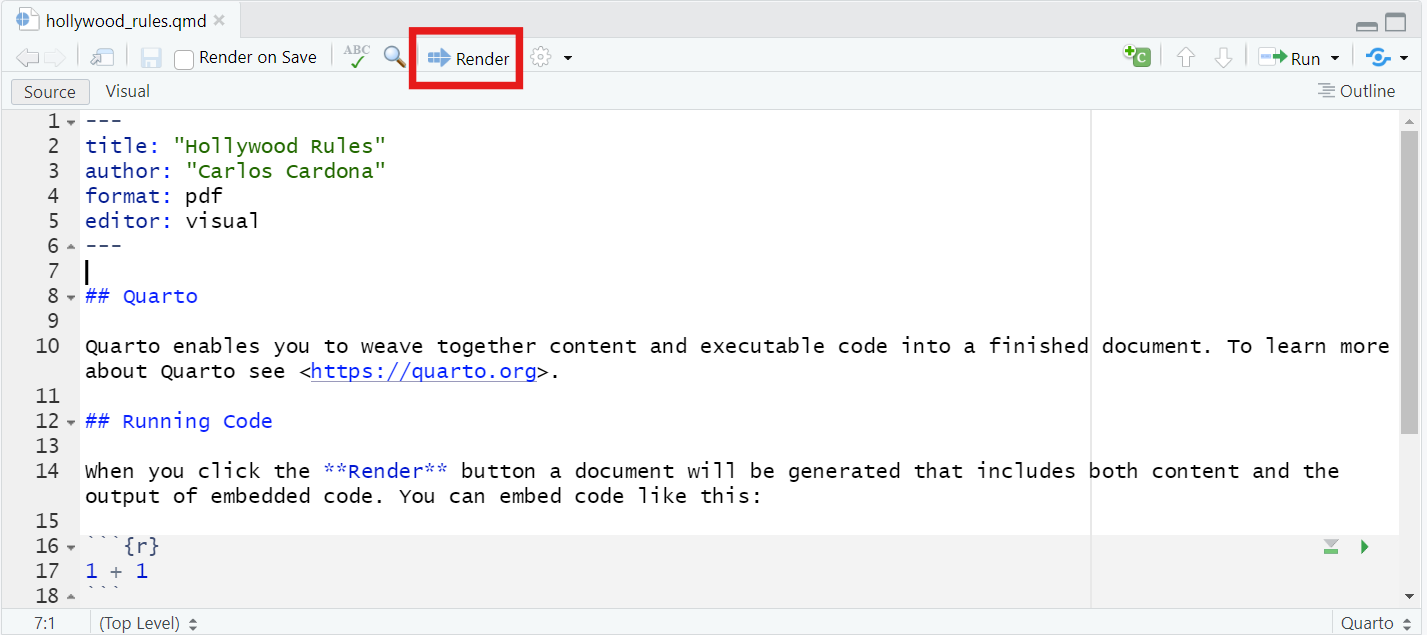 hollywood_rules.qmd
Render on Save
ABC
Render
C
Run
Source
Visual
Outline
1 ---
2 title: "Hollywood Rules"
3 author: "Carlos Cardona"
4 format: pdf
5 editor: visual
6 ---
7
8 ## Quarto
9
10 Quarto enables you to weave together content and executable code into a finished document. To learn more
about Quarto see <https://quarto.org>.
11
12 ## Running Code
13
14 When you click the **Render** button a document will be generated that includes both content and the
output of embedded code. You can embed code like this:
15
16 ```{r}
17 1 + 1
18 ```
7:1
(Top Level)
Quarto